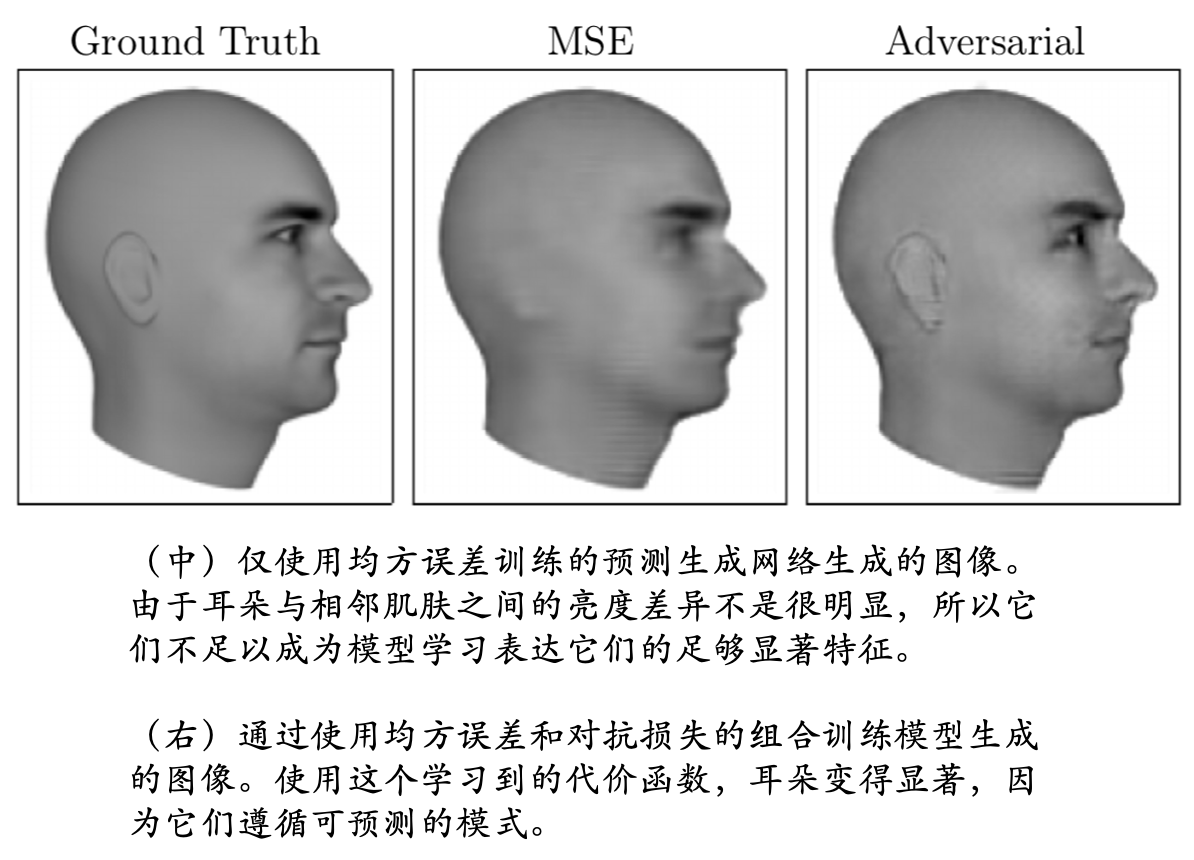 Ground Truth MSE Adversarial
（中）仅使用均方误差训练的预测生成网络生成的图像。
由于耳朵与相邻肌肤之间的亮度差异不是很明显，所以它
们不足以成为模型学习表达它们的足够显著特征。
（右）通过使用均方误差和对抗损失的组合训练模型生成
的图像。使用这个学习到的代价函数，耳朵变得显著，因
为它们遵循可预测的模式。